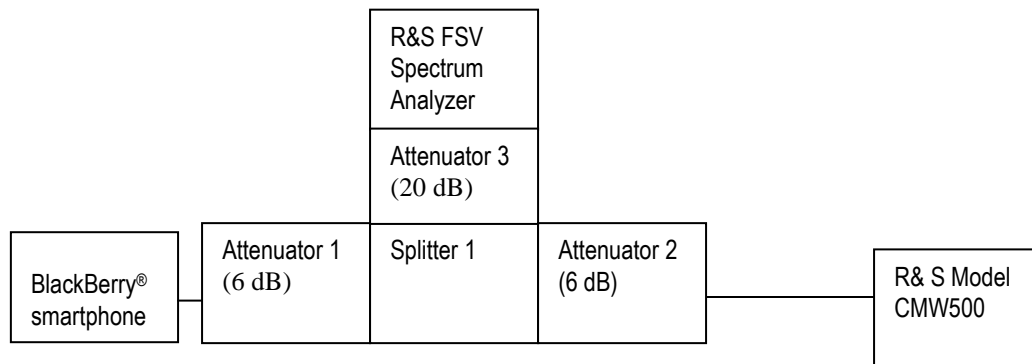 R&S FSV
Spectrum
Analyzer
Attenuator 3
(20 dB)
BlackBerry®
smartphone
Attenuator 1
(6 dB)
Splitter 1
Attenuator 2
(6 dB)
R& S Model
CMW500